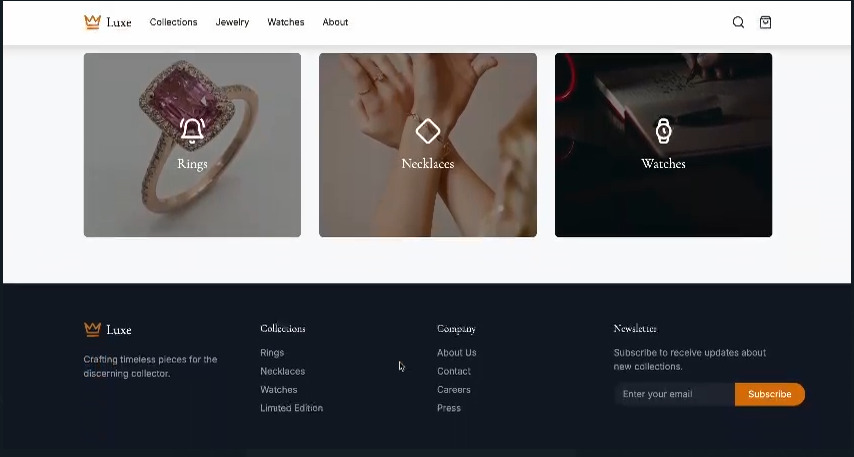 Luxe Collections Jewelry Watches About
Rings
Necklaces
Watches
Luxe
Crafting timeless pieces for the
discerning collector.
Collections
Rings
Necklaces
Watches
Limited Edition
Company
About Us
Contact
Careers
Press
Newsletter
Subscribe to receive updates about
new collections.
Enter your email Subscribe